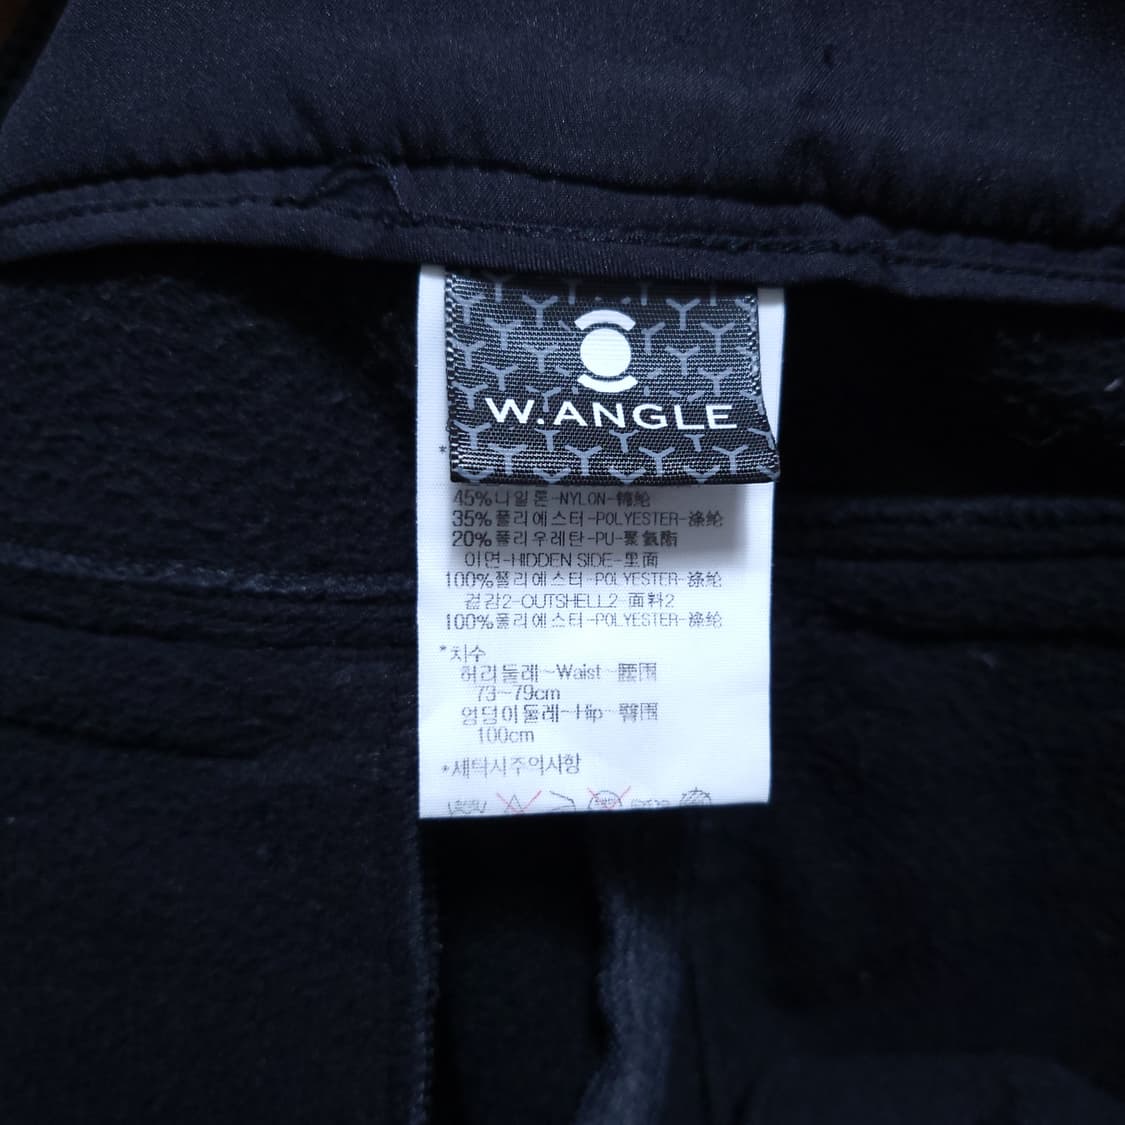 W.ANGLE
*
45%나일론-NYLON-锦纶
35%폴리에스터-POLYESTER-涤纶
20%폴리우레탄-PU-聚氨酯
이면-HIDDEN SIDE-里面
100%폴리에스터-POLYESTER-涤纶
겉감2-OUTSHELL2-面料2
100%폴리에스터-POLYESTER-涤纶
*치수
허리둘레-Waist-腰围
73~79cm
엉덩이둘레-Hip-臀围
100cm
*세탁시주의사항